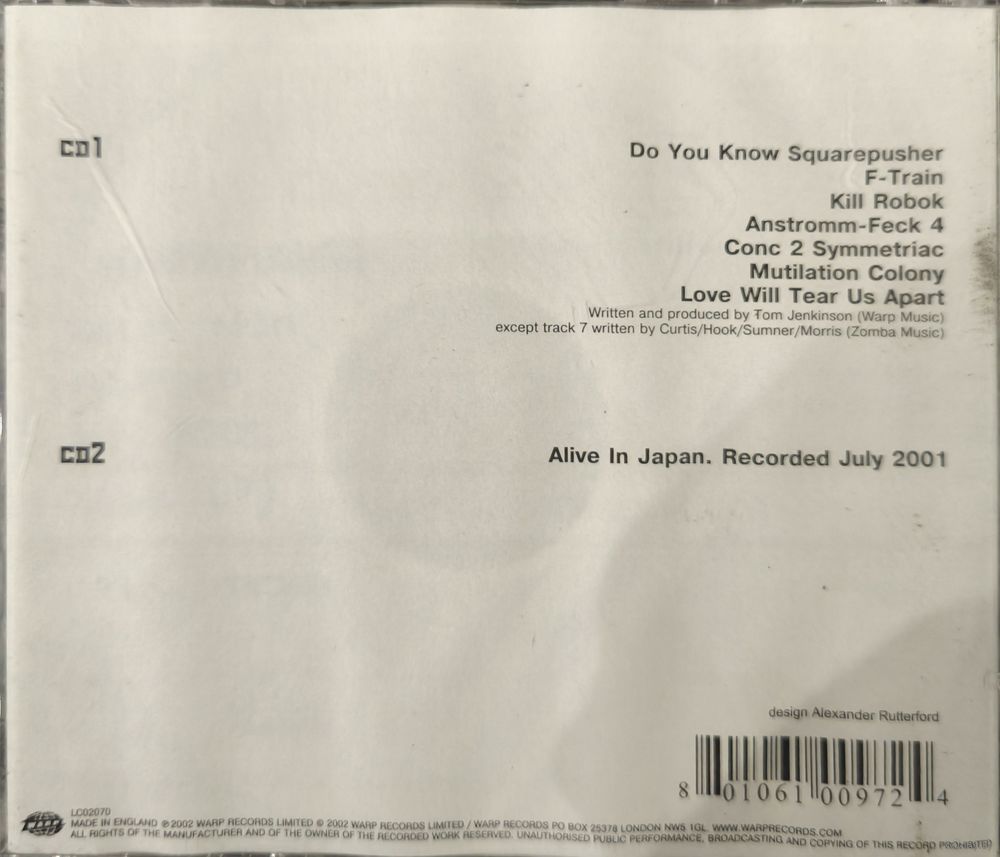 CD1
Do You Know Squarepusher
F-Train
Kill Robok
Anstromm-Feck 4
Conc 2 Symmetriac
Mutilation Colony
Love Will Tear Us Apart
Written and produced by Tom Jenkinson (Warp Music)
except track 7 written by Curtis/Hook/Sumner/Morris (Zomba Music)
CD2
Alive In Japan. Recorded July 2001
design Alexander Rutterford
8 01061 00972 4
LC02070
MADE IN ENGLAND ℗ 2002 WARP RECORDS LIMITED © 2002 WARP RECORDS LIMITED / WARP RECORDS PO BOX 25378 LONDON NW5 1GL. WWW.WARPRECORDS.COM
ALL RIGHTS OF THE MANUFACTURER AND OF THE OWNER OF THE RECORDED WORK RESERVED. UNAUTHORISED PUBLIC PERFORMANCE, BROADCASTING AND COPYING OF THIS RECORD PROHIBITED